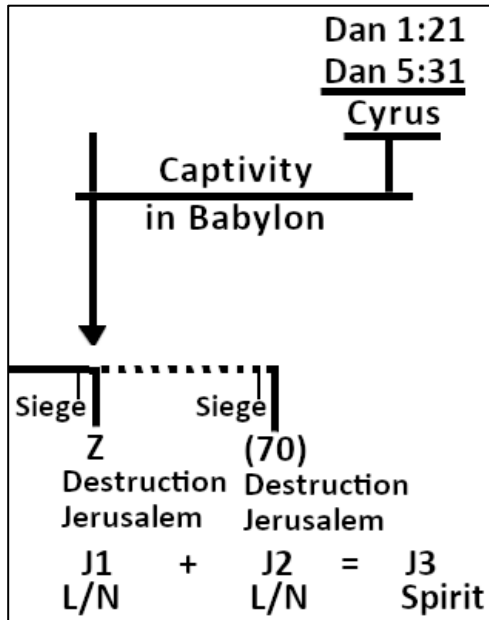 Dan 1:21
Dan 5:31
Cyrus
Captivity
in Babylon
Siege Siege
Z (70)
Destruction Destruction
Jerusalem Jerusalem
J1 + J2 = J3
L/N L/N Spirit